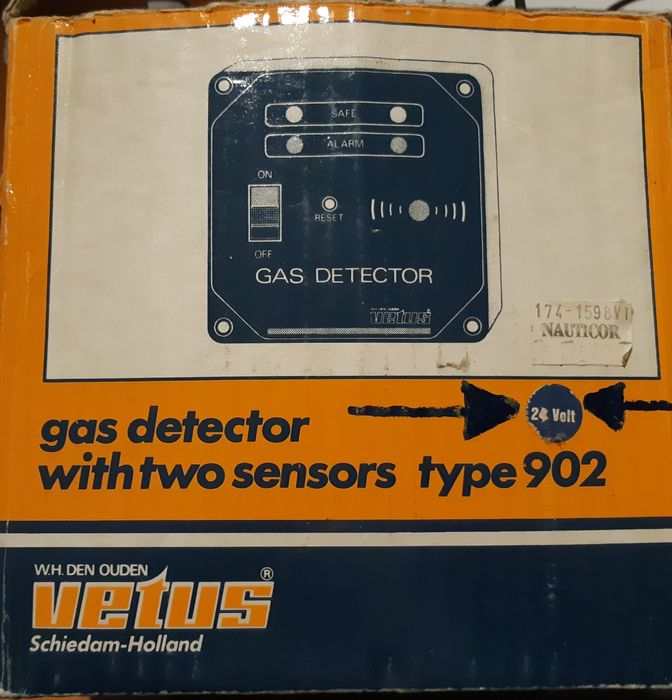 SAFE
ALARM
ON
RESET
OFF
GAS DETECTOR
vetus
174-1598VT
NAUTICOR
24 Volt
gas detector
with two sensors type 902
W.H. DEN OUDEN
vetus®
Schiedam-Holland